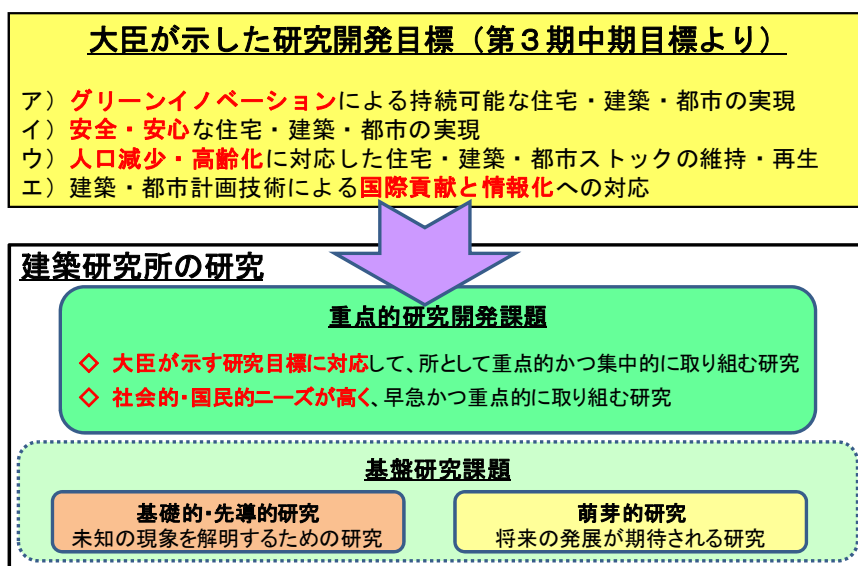 大臣が示した研究開発目標（第３期中期目標より）
ア）グリーンイノベーションによる持続可能な住宅・建築・都市の実現
イ）安全・安心な住宅・建築・都市の実現
ウ）人口減少・高齢化に対応した住宅・建築・都市ストックの維持・再生
エ）建築・都市計画技術による国際貢献と情報化への対応
建築研究所の研究
重点的研究開発課題
◇ 大臣が示す研究目標に対応して、所として重点的かつ集中的に取り組む研究
◇ 社会的・国民的ニーズが高く、早急かつ重点的に取り組む研究
基盤研究課題
基礎的・先導的研究
未知の現象を解明するための研究
萌芽的研究
将来の発展が期待される研究